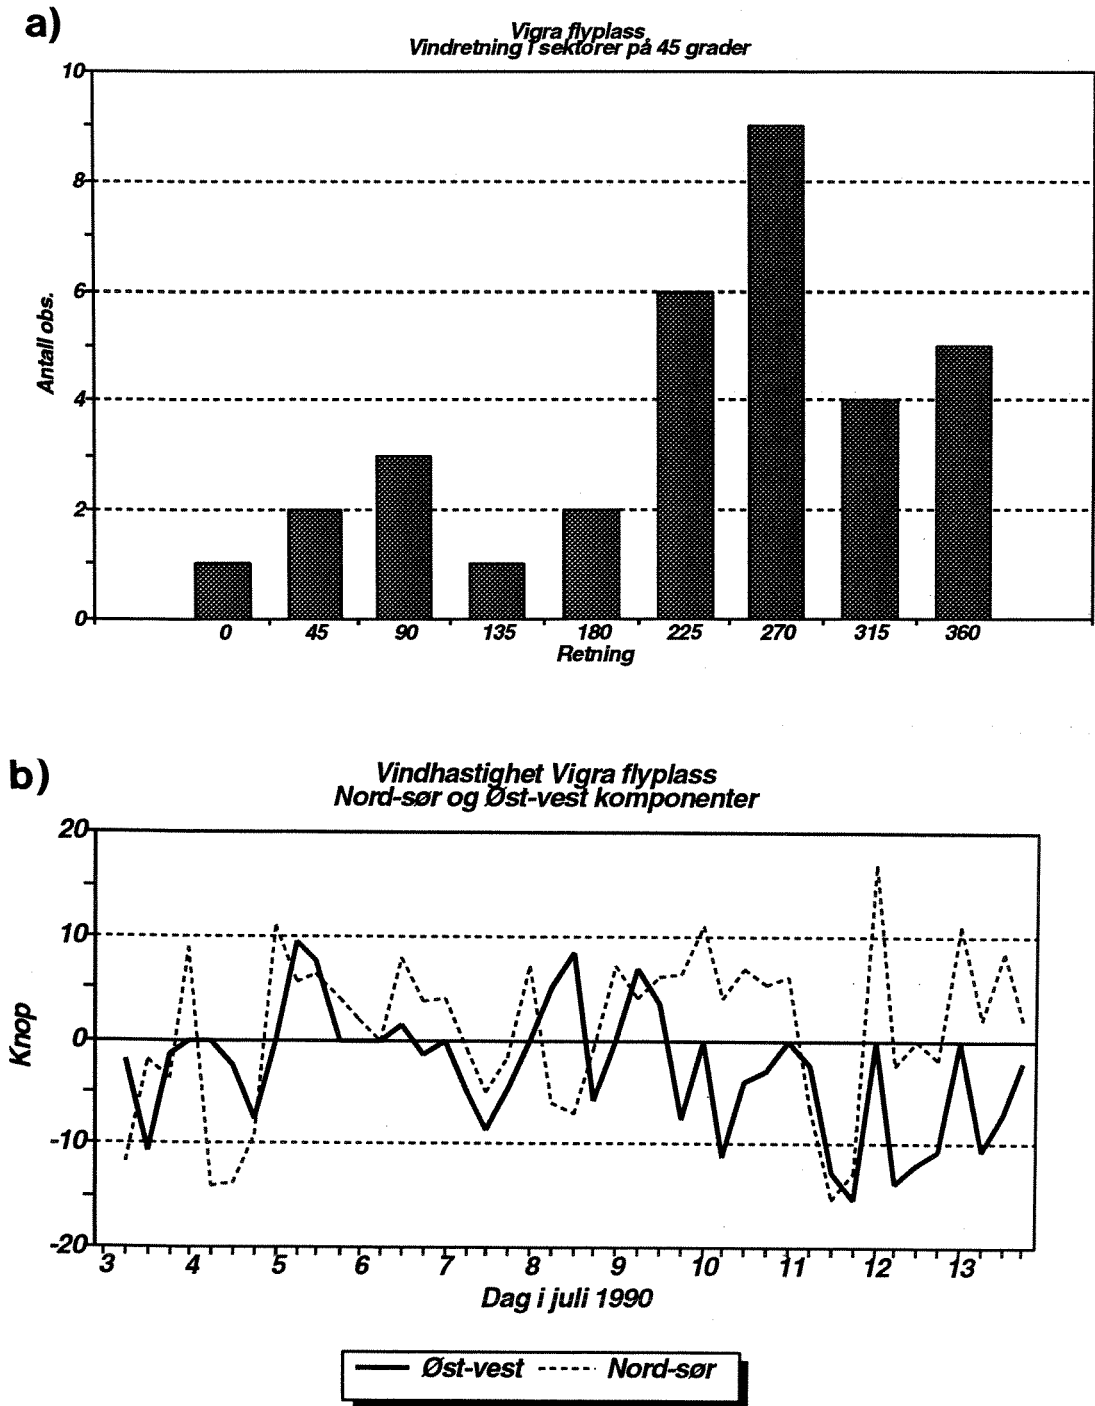 a)
Vigra flyplass
Vindretning i sektorer på 45 grader
10
8
6
4
2
0
Antall obs.
0 45 90 135 180 225 270 315 360
Retning
b)
Vindhastighet Vigra flyplass
Nord-sør og Øst-vest komponenter
20
10
0
-10
-20
Knop
3 4 5 6 7 8 9 10 11 12 13
Dag i juli 1990
Øst-vest Nord-sør